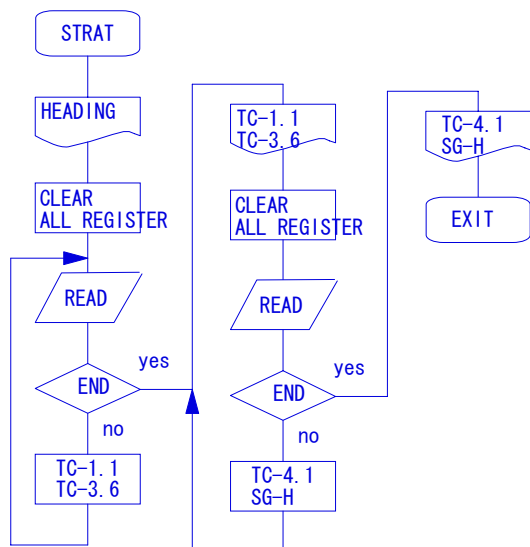 STRAT
HEADING
CLEAR
ALL REGISTER
READ
END
yes
no
TC-1.1
TC-3.6
TC-1.1
TC-3.6
CLEAR
ALL REGISTER
READ
END
yes
no
TC-4.1
SG-H
TC-4.1
SG-H
EXIT